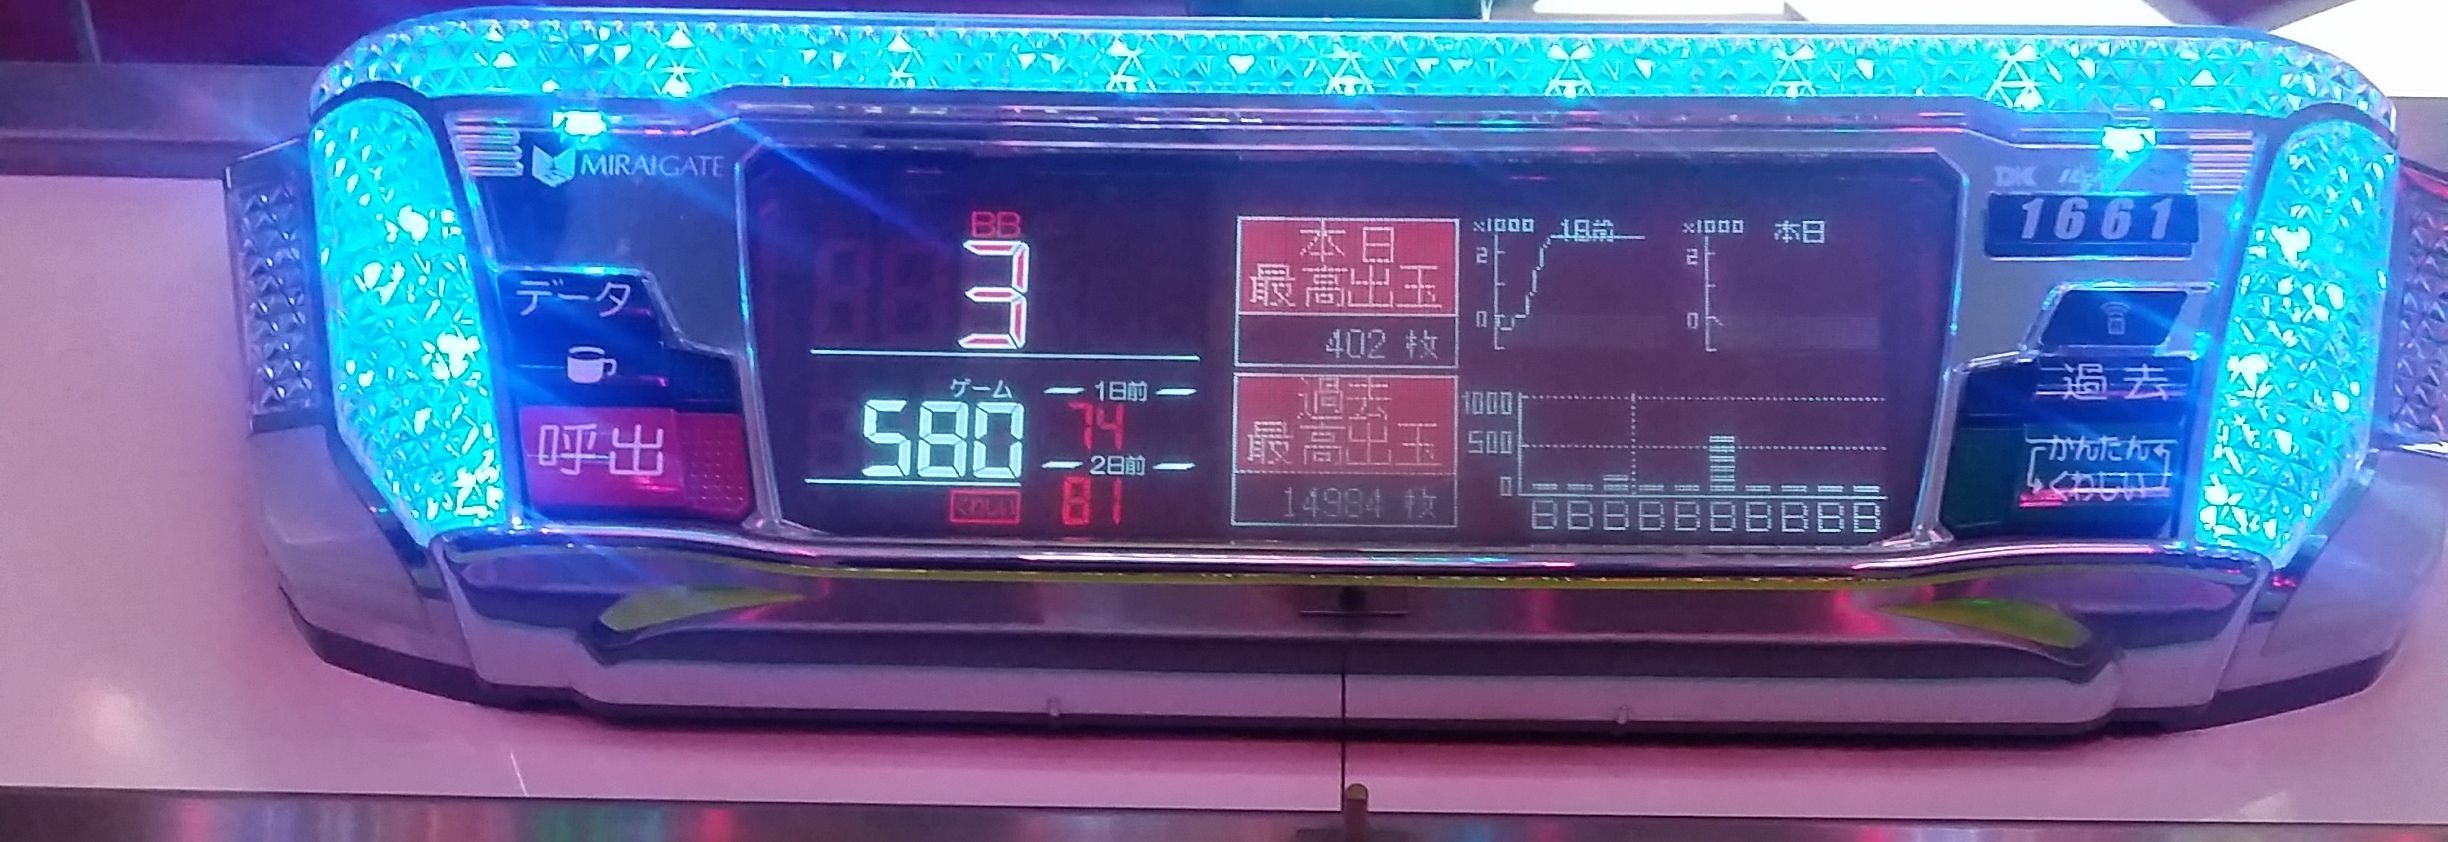 MIRAIGATE
データ
呼出
BB
3
ゲーム
580
1日前
74
2日前
81
くわしい
本日
最高出玉
402 枚
過去
最高出玉
14984 枚
×1000 1日前
2
0
×1000 本日
2
0
1000
500
0
B B B B B B B B B B
DK
1661
過去
かんたん
くわしい